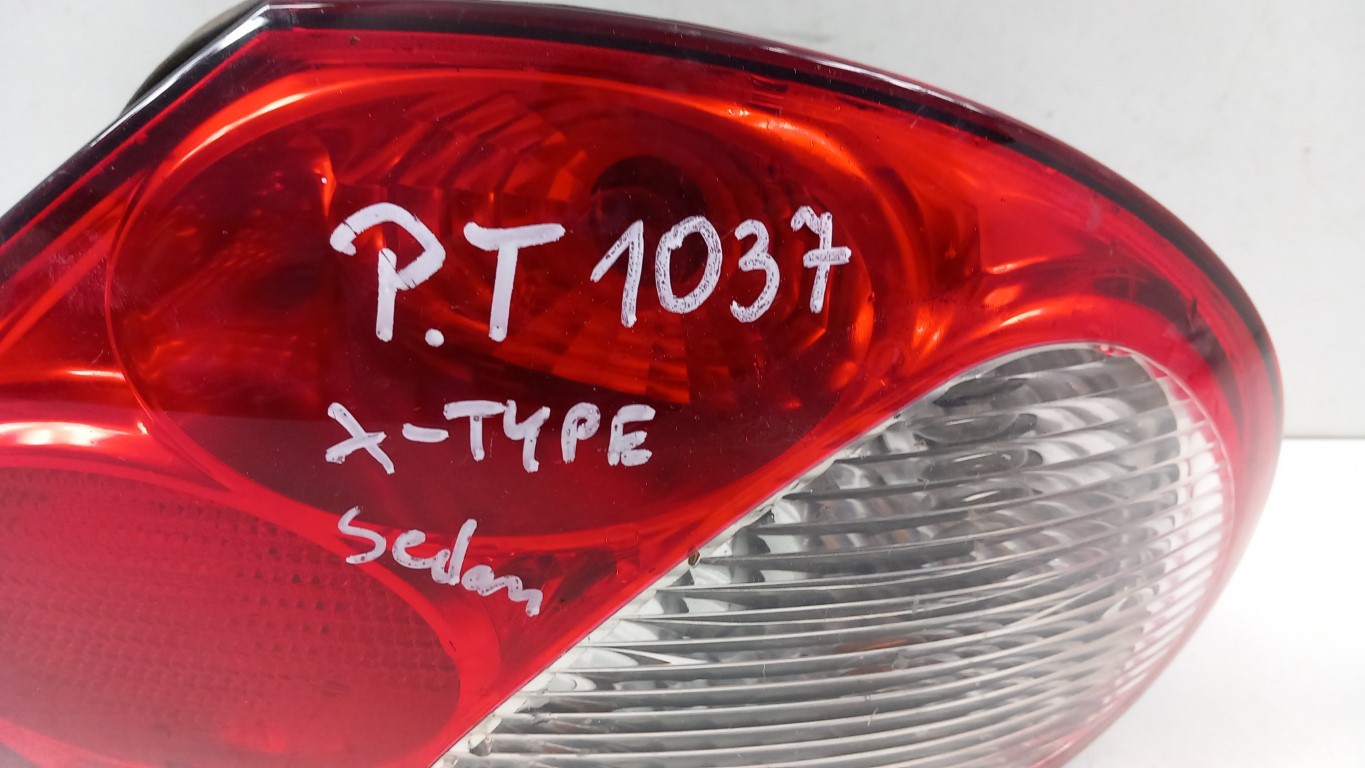 P.T 1037
X-TYPE
Sedan